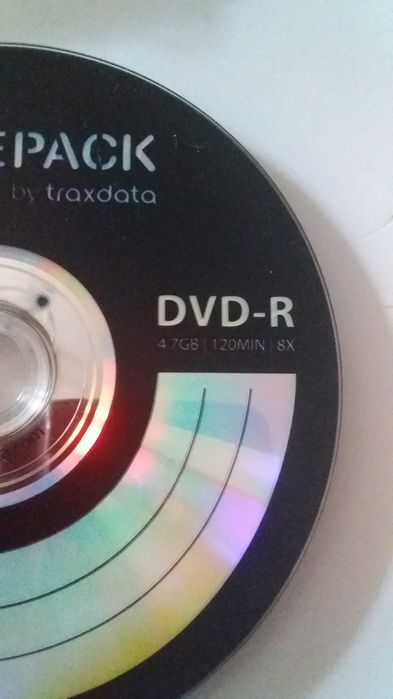 EPACK
by traxdata
DVD-R
4.7GB | 120MIN | 8X